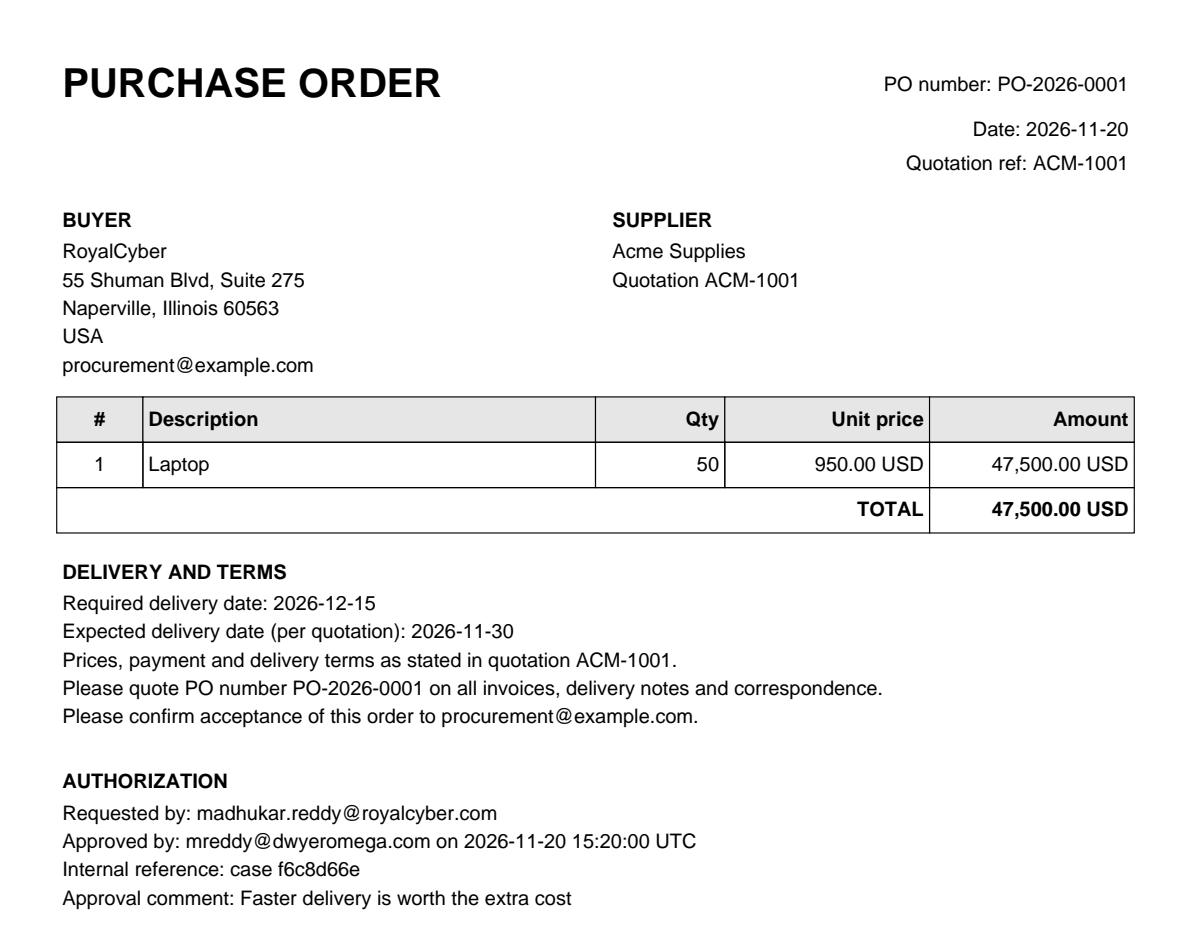 PURCHASE ORDER
PO number: PO-2026-0001
Date: 2026-11-20
Quotation ref: ACM-1001
BUYER
RoyalCyber
55 Shuman Blvd, Suite 275
Naperville, Illinois 60563
USA
procurement@example.com
SUPPLIER
Acme Supplies
Quotation ACM-1001
# Description Qty Unit price Amount
1 Laptop 50 950.00 USD 47,500.00 USD
TOTAL 47,500.00 USD
DELIVERY AND TERMS
Required delivery date: 2026-12-15
Expected delivery date (per quotation): 2026-11-30
Prices, payment and delivery terms as stated in quotation ACM-1001.
Please quote PO number PO-2026-0001 on all invoices, delivery notes and correspondence.
Please confirm acceptance of this order to procurement@example.com.
AUTHORIZATION
Requested by: madhukar.reddy@royalcyber.com
Approved by: mreddy@dwyeromega.com on 2026-11-20 15:20:00 UTC
Internal reference: case f6c8d66e
Approval comment: Faster delivery is worth the extra cost